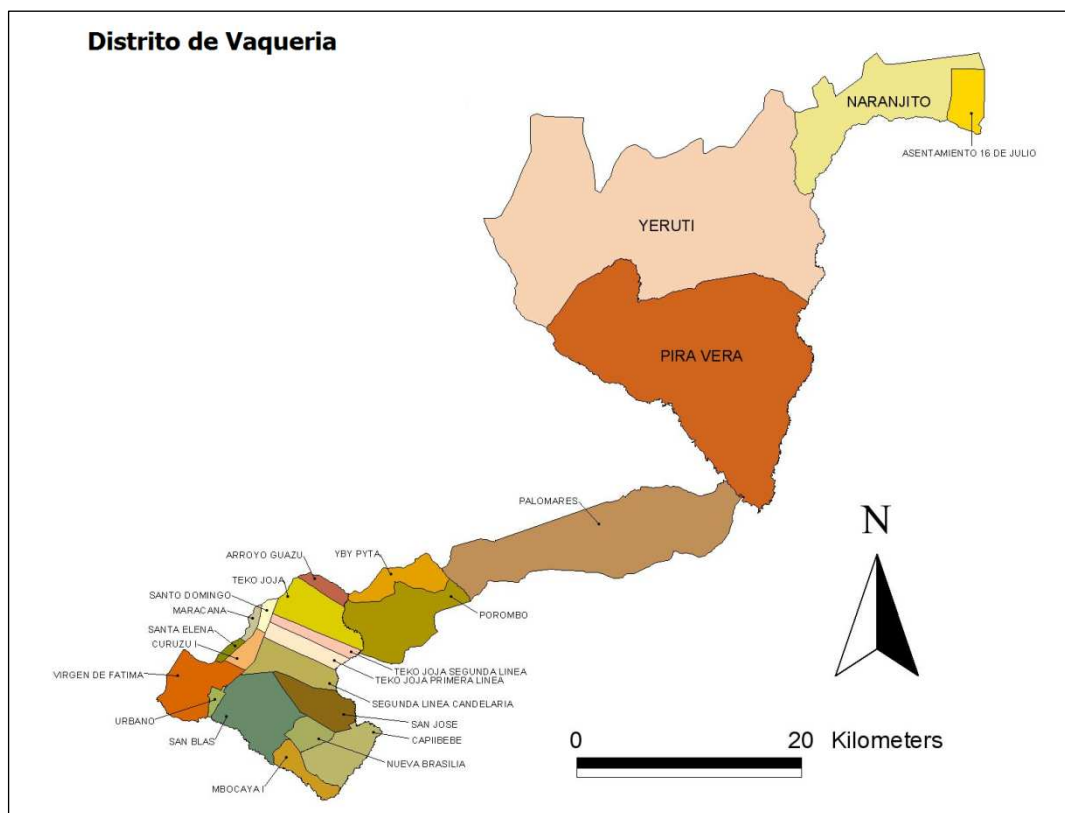 Distrito de Vaqueria
NARANJITO
ASENTAMIENTO 16 DE JULIO
YERUTI
PIRA VERA
PALOMARES
N
ARROYO GUAZU
YBY PYTA
TEKO JOJA
SANTO DOMINGO
MARACANA
POROMBO
SANTA ELENA
CURUZU I
TEKO JOJA SEGUNDA LINEA
VIRGEN DE FATIMA
TEKO JOJA PRIMERA LINEA
SEGUNDA LINEA CANDELARIA
URBANO
SAN JOSE
SAN BLAS
CAPIIBEBE
NUEVA BRASILIA
MBOCAYA I
0 20 Kilometers